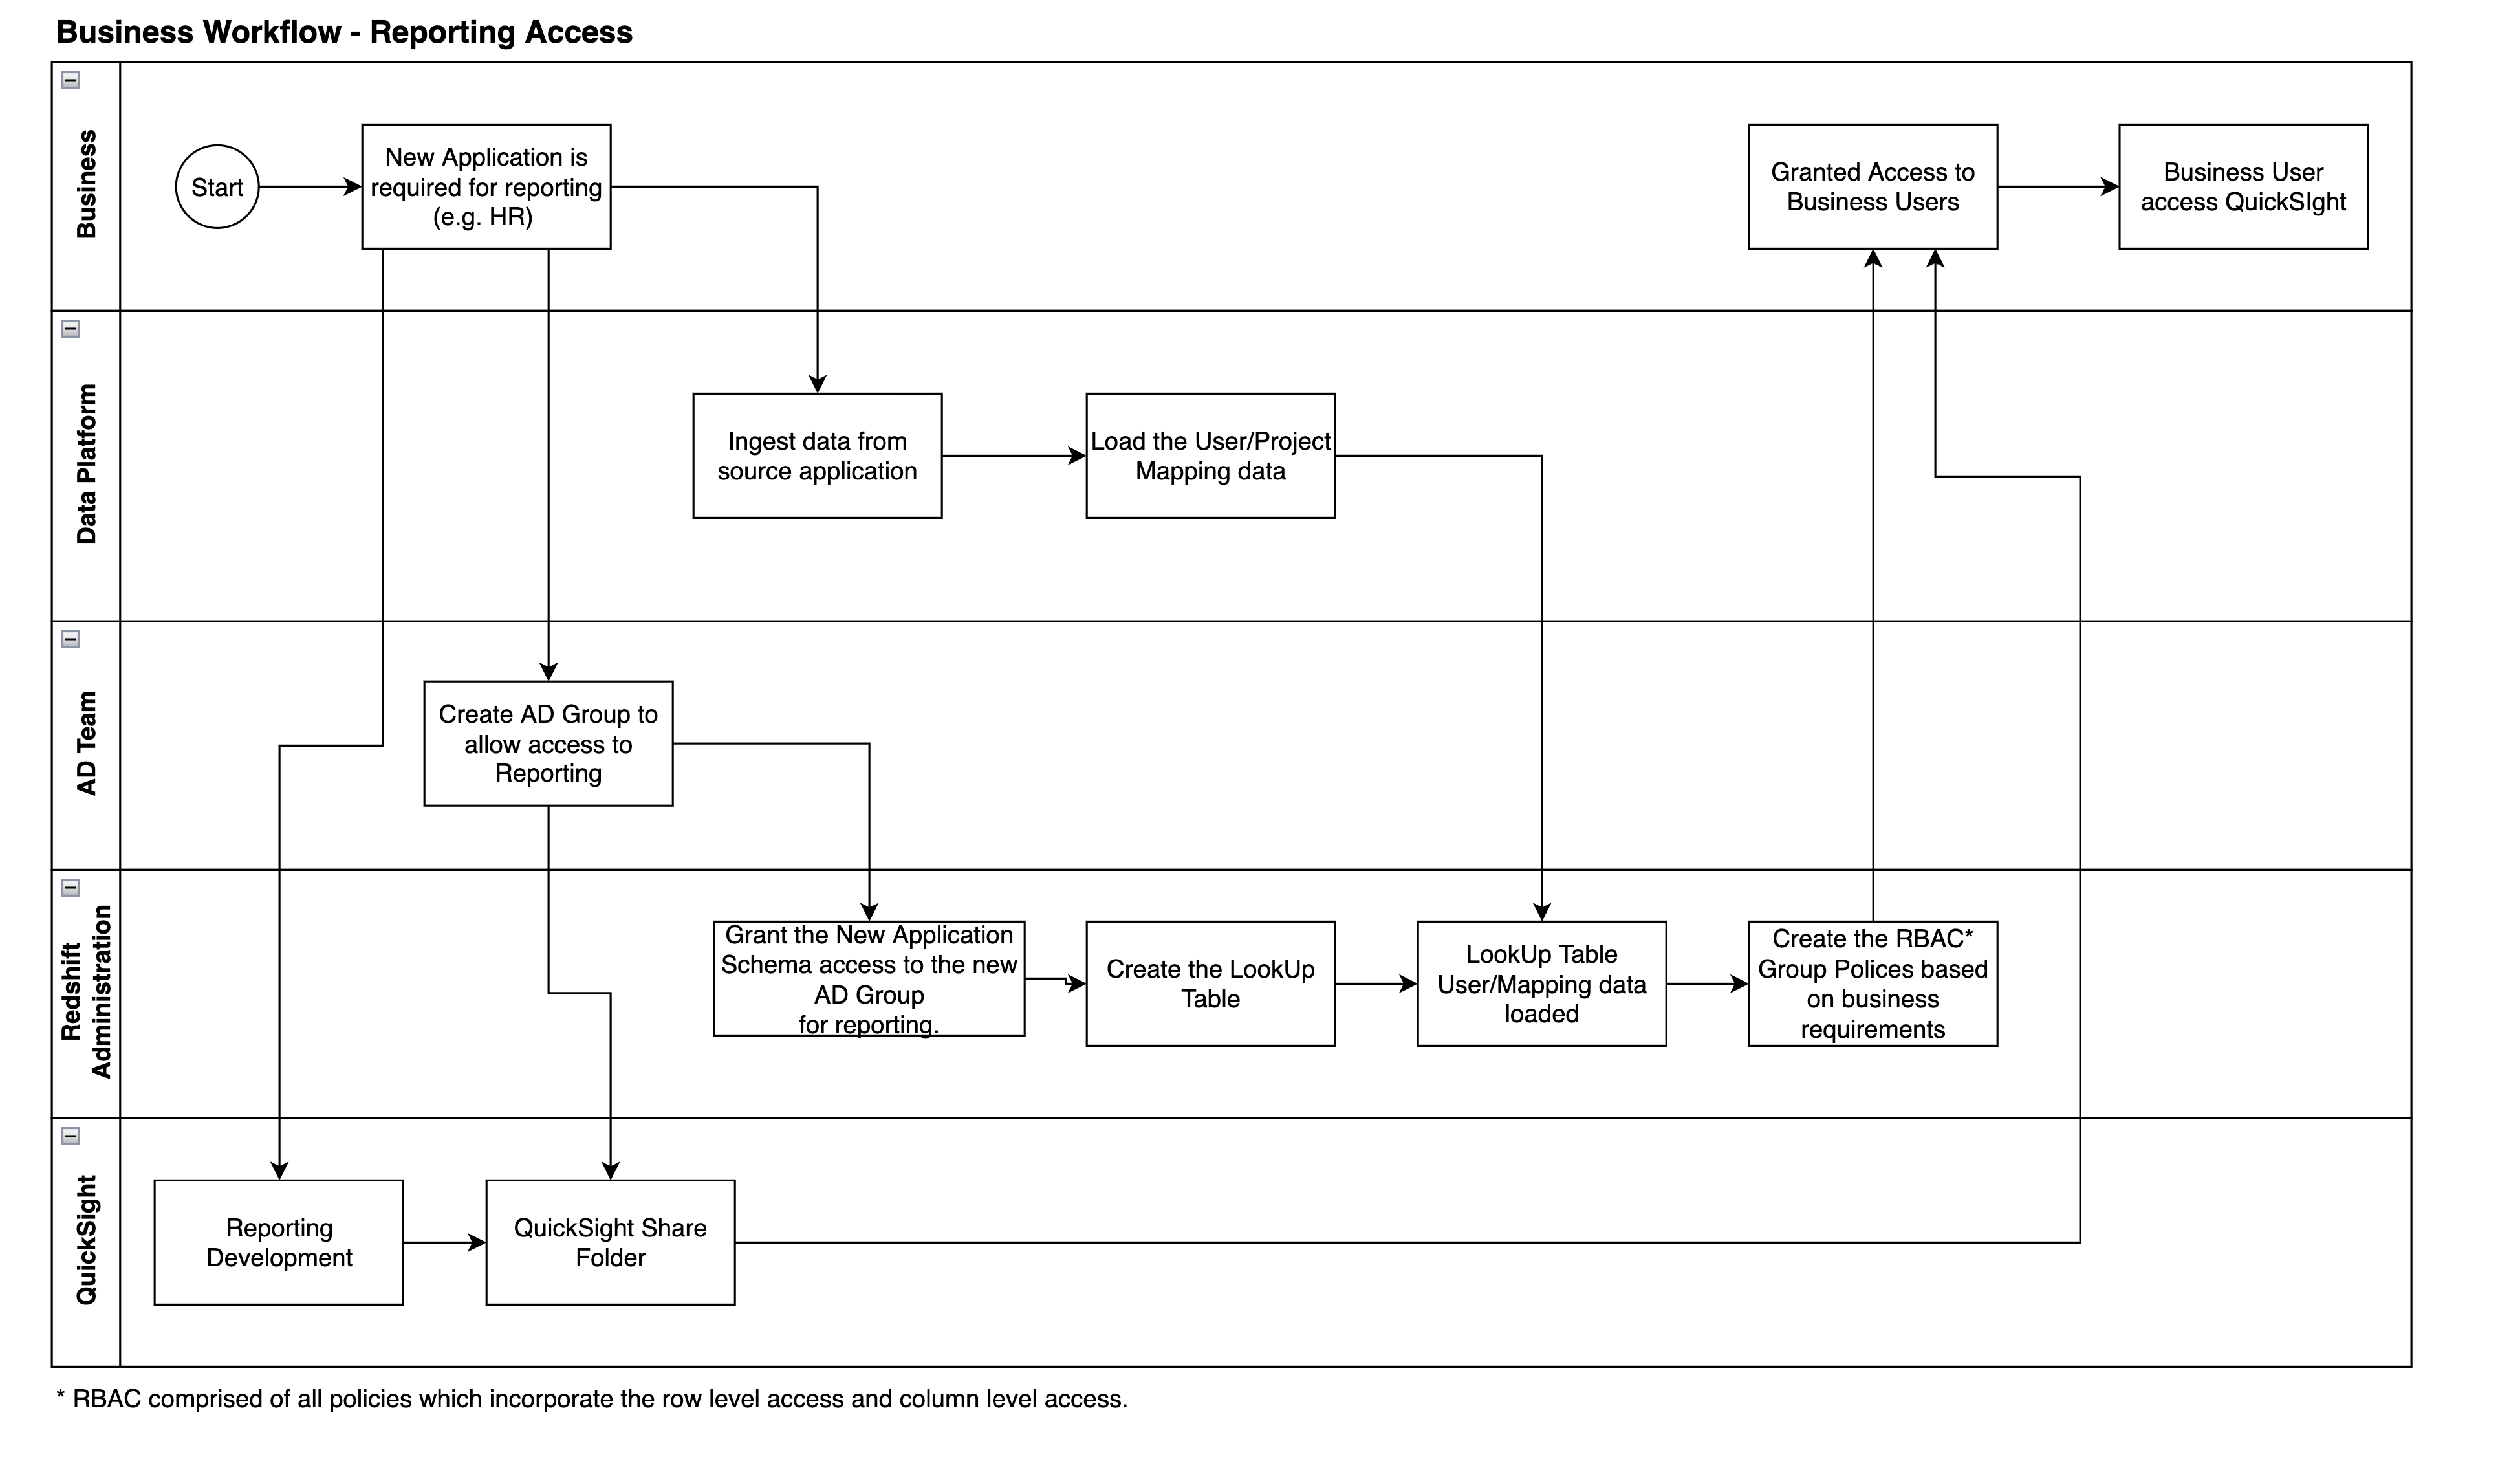 Business Workflow - Reporting Access
Business
Start
New Application is
required for reporting
(e.g. HR)
Granted Access to
Business Users
Business User
access QuickSIght
Data Platform
Ingest data from
source application
Load the User/Project
Mapping data
AD Team
Create AD Group to
allow access to
Reporting
Redshift
Administration
Grant the New Application
Schema access to the new
AD Group
for reporting.
Create the LookUp
Table
LookUp Table
User/Mapping data
loaded
Create the RBAC*
Group Polices based
on business
requirements
QuickSight
Reporting
Development
QuickSight Share
Folder
* RBAC comprised of all policies which incorporate the row level access and column level access.